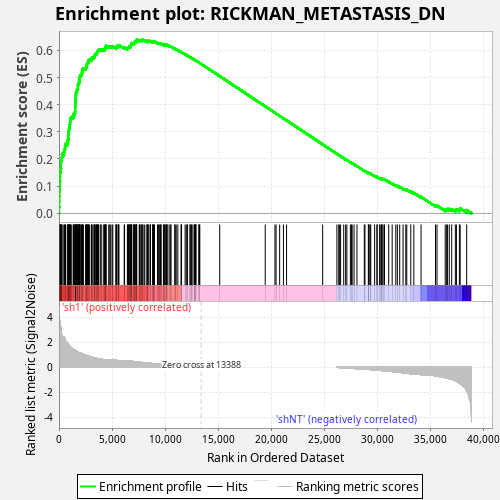 Enrichment plot: RICKMAN_METASTASIS_DN
Enrichment score (ES)
0.6
0.5
0.4
0.3
0.2
0.1
0.0
'sh1' (positively correlated)
Ranked list metric (Signal2Noise)
4
2
0
-2
-4
Zero cross at 13388
'shNT' (negatively correlated)
0
5,000
10,000
15,000
20,000
25,000
30,000
35,000
40,000
Rank in Ordered Dataset
Enrichment profile
Hits
Ranking metric scores